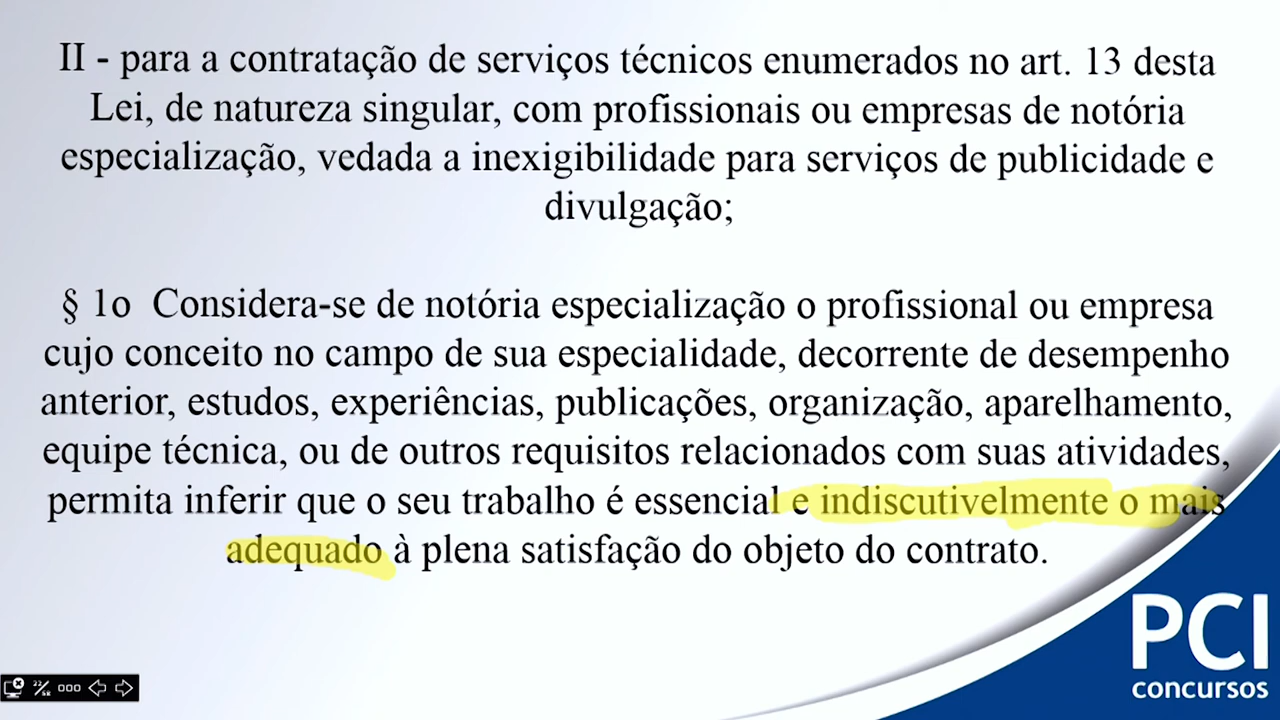 II - para a contratação de serviços técnicos enumerados no art. 13 desta
Lei, de natureza singular, com profissionais ou empresas de notória
especialização, vedada a inexigibilidade para serviços de publicidade e
divulgação;
§ 1o Considera-se de notória especialização o profissional ou empresa
cujo conceito no campo de sua especialidade, decorrente de desempenho
anterior, estudos, experiências, publicações, organização, aparelhamento,
equipe técnica, ou de outros requisitos relacionados com suas atividades,
permita inferir que o seu trabalho é essencial e indiscutivelmente o mais
adequado à plena satisfação do objeto do contrato.
PCI
concursos